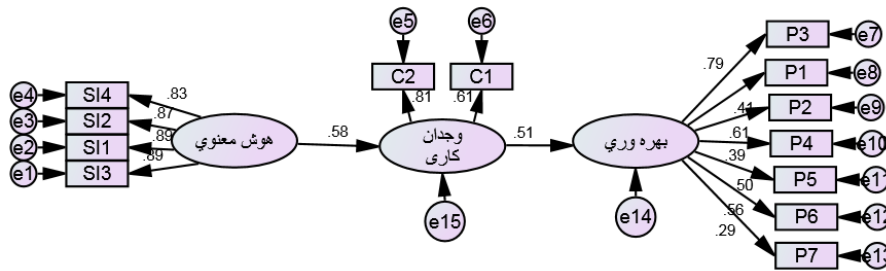 e5
e6
C2
C1
.81
.61
e4
SI4
.83
e3
SI2
.87
e2
SI1
.89
e1
SI3
.89
هوش معنوي
.58
وجدان
کاری
.51
بهره وري
e15
e14
.79
P3
e7
P1
e8
.41
P2
e9
.61
P4
e10
.39
P5
.50
P6
.56
.29
P7